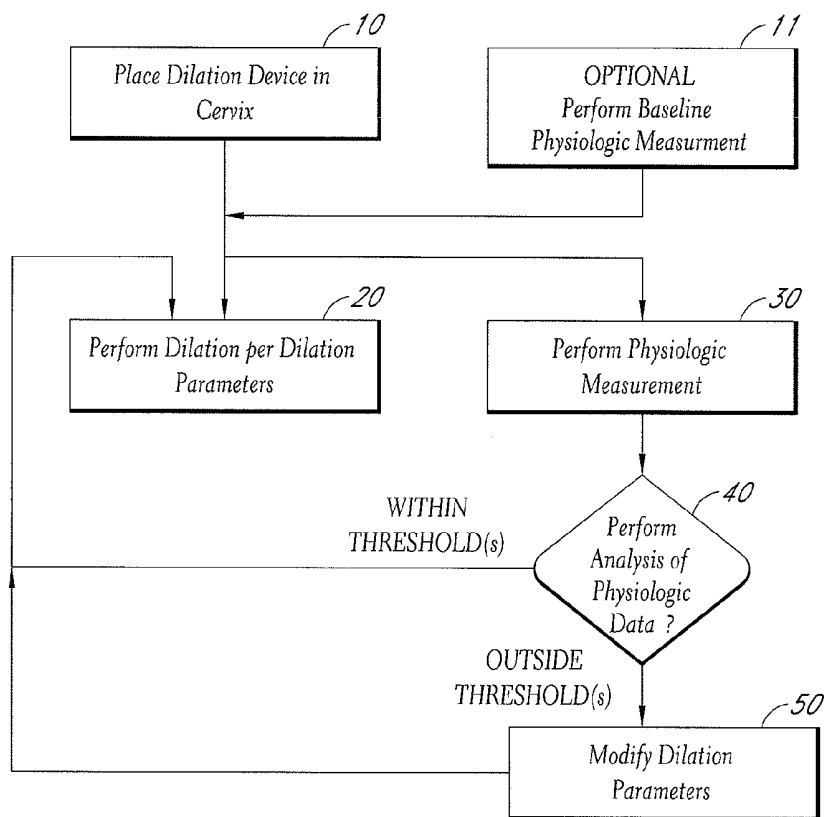 10
Place Dilation Device in
Cervix
11
OPTIONAL
Perform Baseline
Physiologic Measurment
20
Perform Dilation per Dilation
Parameters
30
Perform Physiologic
Measurement
40
Perform
Analysis of
Physiologic
Data ?
WITHIN
THRESHOLD(s)
OUTSIDE
THRESHOLD(s)
50
Modify Dilation
Parameters